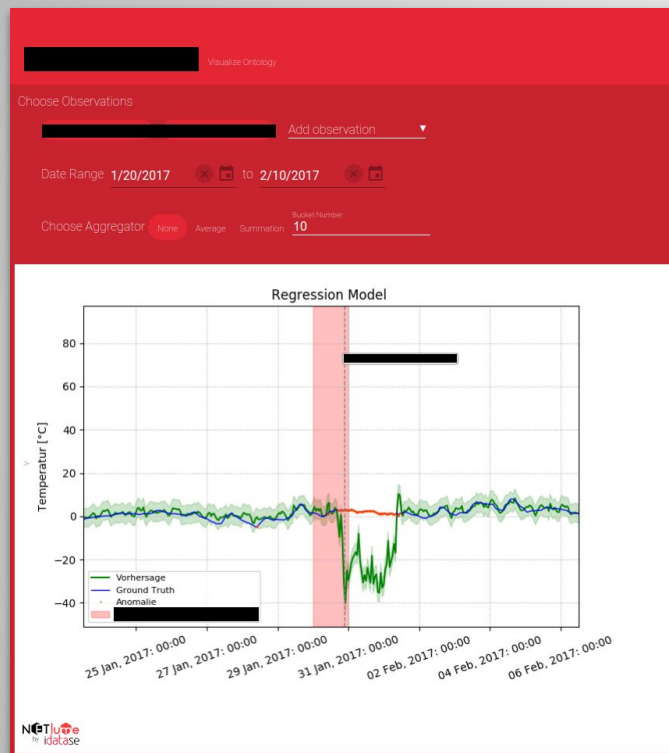 Visualize Ontology
Choose Observations
Add observation
Date Range 1/20/2017 to 2/10/2017
Bucket Number
Choose Aggregator None Average Summation 10
Regression Model
Temperatur [°C]
80
60
40
20
0
−20
−40
Vorhersage
Ground Truth
Anomalie
25 Jan, 2017: 00:00
27 Jan, 2017: 00:00
29 Jan, 2017: 00:00
31 Jan, 2017: 00:00
02 Feb, 2017: 00:00
04 Feb, 2017: 00:00
06 Feb, 2017: 00:00
by idatase